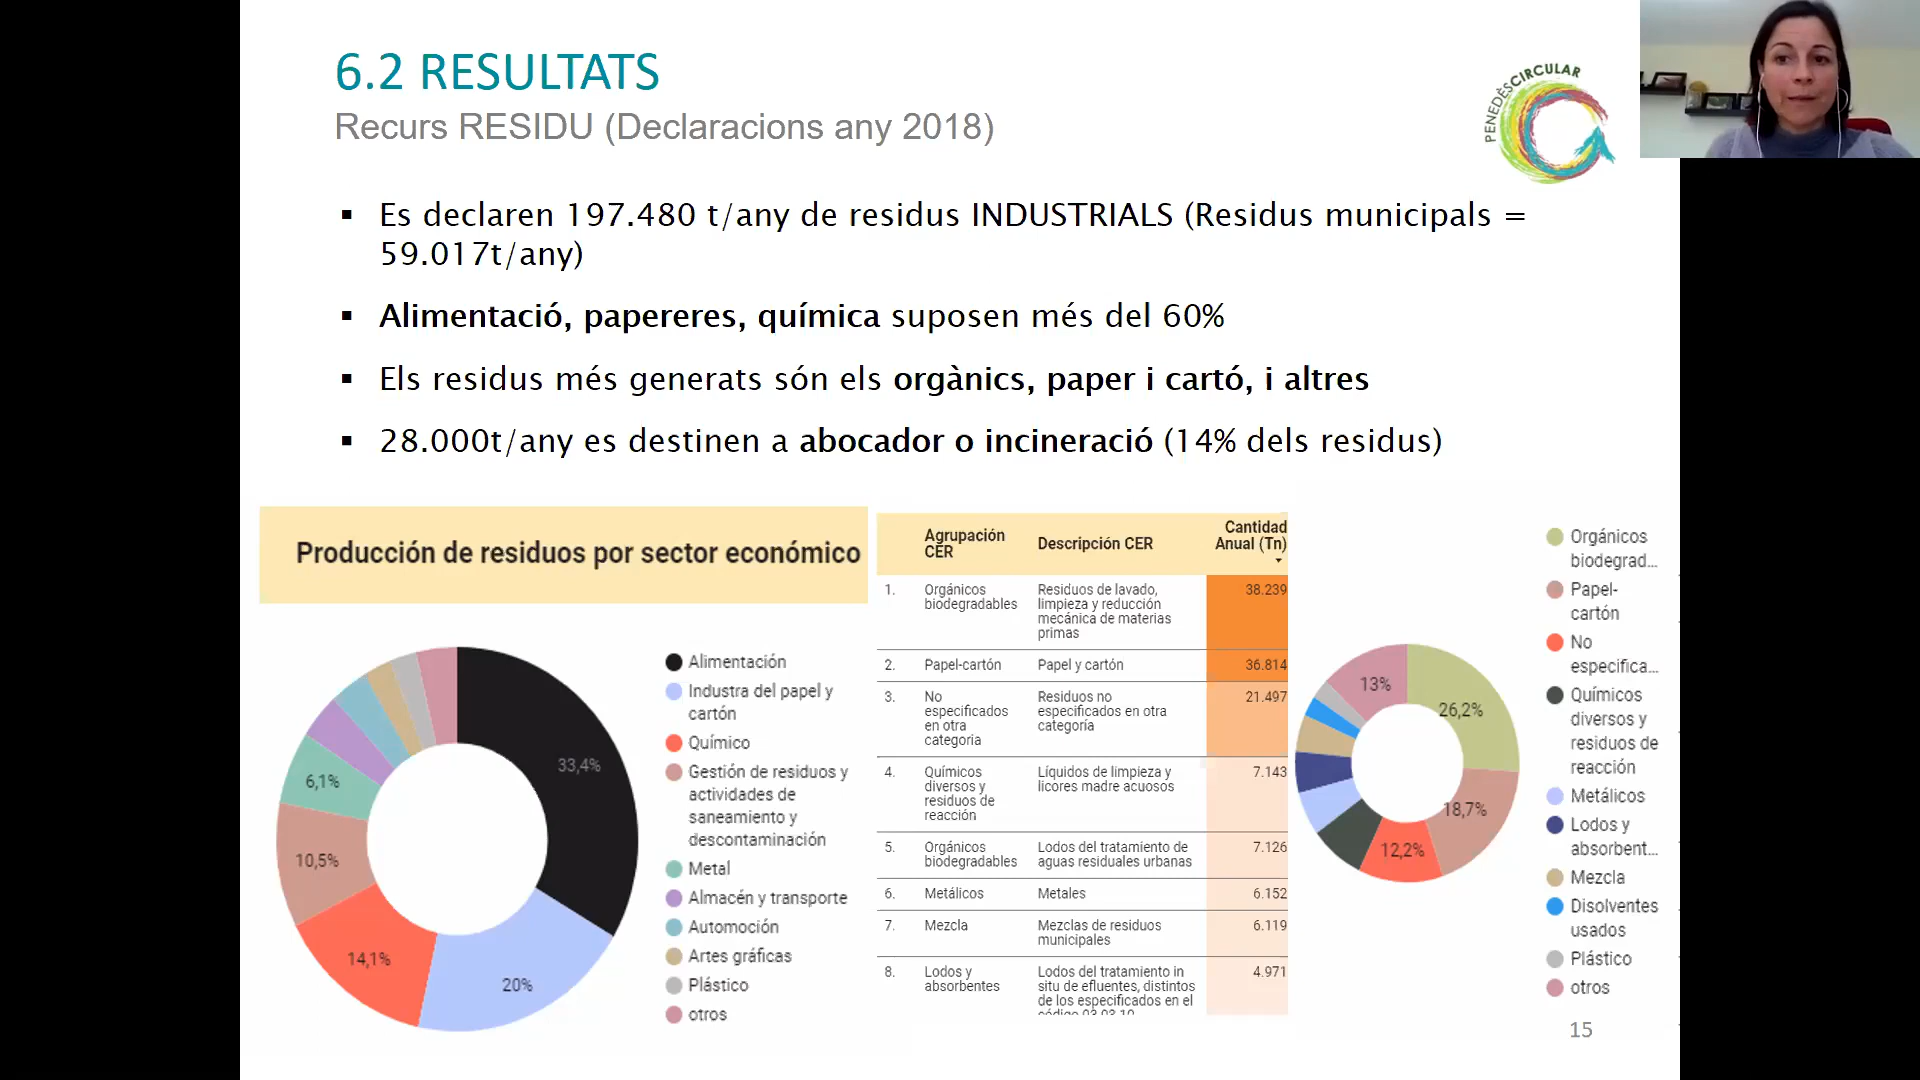 6.2 RESULTATS
Recurs RESIDU (Declaracions any 2018)
PENEDÈSCIRCULAR
▪ Es declaren 197.480 t/any de residus INDUSTRIALS (Residus municipals =
59.017t/any)
▪ Alimentació, papereres, química suposen més del 60%
▪ Els residus més generats són els orgànics, paper i cartó, i altres
▪ 28.000t/any es destinen a abocador o incineració (14% dels residus)
Producción de residuos por sector económico
33,4%
20%
14,1%
10,5%
6,1%
Alimentación
Industra del papel y
cartón
Químico
Gestión de residuos y
actividades de
saneamiento y
descontaminación
Metal
Almacén y transporte
Automoción
Artes gráficas
Plástico
otros
Agrupación
CER
Descripción CER
Cantidad
Anual (Tn)
1. Orgánicos
biodegradables
Residuos de lavado,
limpieza y reducción
mecánica de materias
primas
38.239
2. Papel-cartón
Papel y cartón
36.814
3. No
especificados
en otra
categoria
Residuos no
especificados en otra
categoría
21.497
4. Químicos
diversos y
residuos de
reacción
Líquidos de limpieza y
licores madre acuosos
7.143
5. Orgánicos
biodegradables
Lodos del tratamiento de
aguas residuales urbanas
7.126
6. Metálicos
Metales
6.152
7. Mezcla
Mezclas de residuos
municipales
6.119
8. Lodos y
absorbentes
Lodos del tratamiento in
situ de efluentes, distintos
de los especificados en el
código 03 03 10
4.971
26,2%
18,7%
12,2%
13%
Orgánicos
biodegrad...
Papel-
cartón
No
especifica...
Químicos
diversos y
residuos de
reacción
Metálicos
Lodos y
absorbent...
Mezcla
Disolventes
usados
Plástico
otros
15